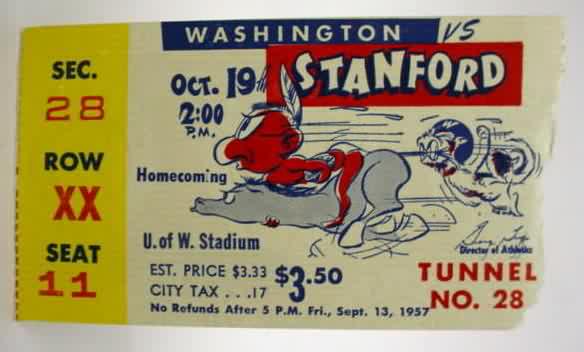 WASHINGTON VS
STANFORD
OCT. 19th
2:00
P.M.
Homecoming
U. of W. Stadium
EST. PRICE $3.33
CITY TAX . . . .17
$3.50
No Refunds After 5 P.M. Fri., Sept. 13, 1957
Director of Athletics
TUNNEL
NO. 28
SEC.
28
ROW
XX
SEAT
11